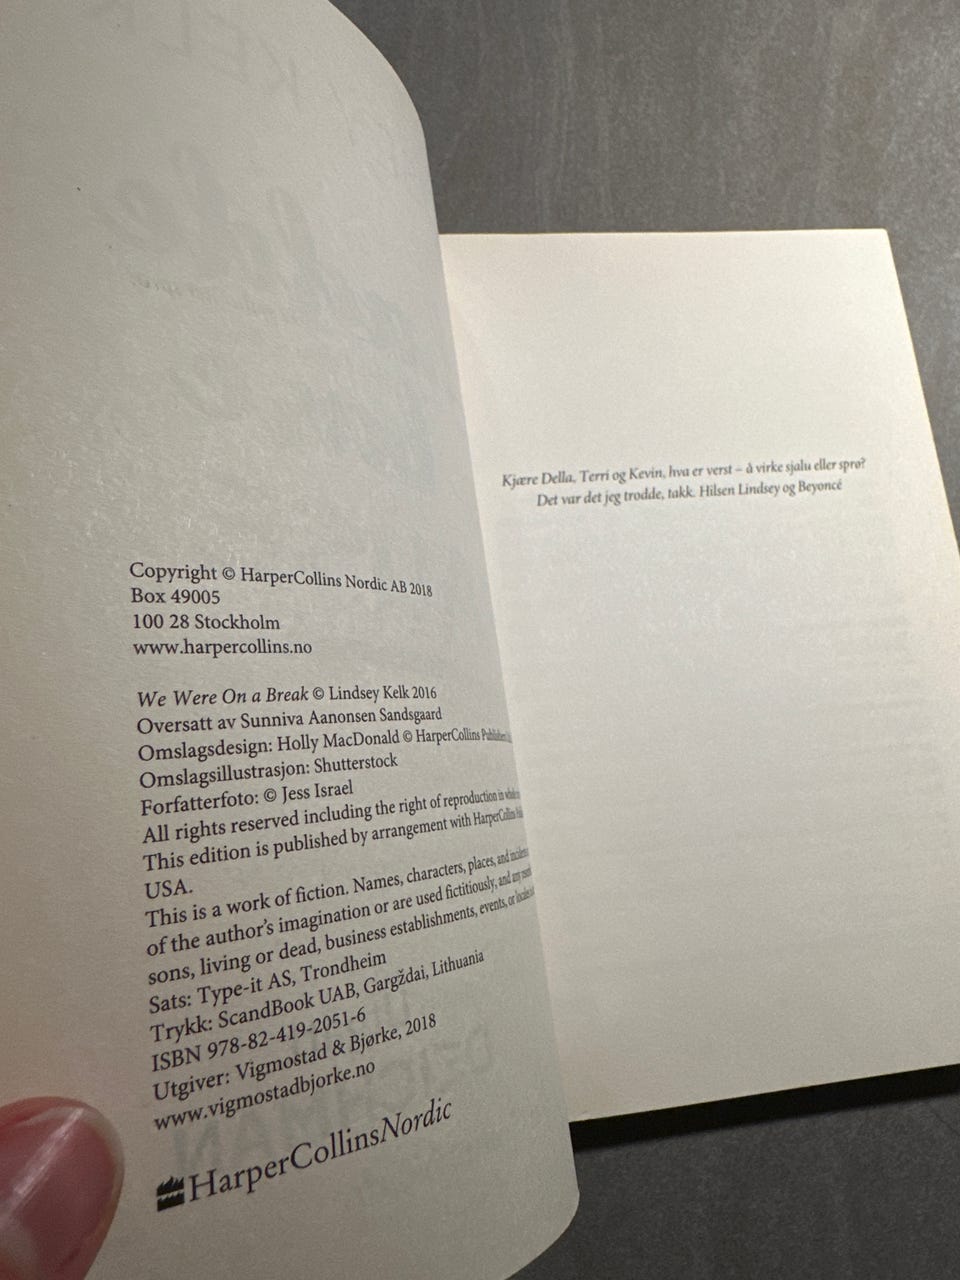 Copyright © HarperCollins Nordic AB 2018
Box 49005
100 28 Stockholm
www.harpercollins.no
We Were On a Break © Lindsey Kelk 2016
Oversatt av Sunniva Aanonsen Sandsgaard
Omslagsdesign: Holly MacDonald © HarperCollins
Omslagsillustrasjon: Shutterstock
Forfatterfoto: © Jess Israel
All rights reserved including the right of reproduction in
This edition is published by arrangement with HarperCollins
USA.
This is a work of fiction. Names, characters, places, and
of the author's imagination or are used fictitiously, and any
sons, living or dead, business establishments, events, or
Sats: Type-it AS, Trondheim
Trykk: ScandBook UAB, Gargždai, Lithuania
ISBN 978-82-419-2051-6
Utgiver: Vigmostad & Bjørke, 2018
www.vigmostadbjorke.no
HarperCollinsNordic
Kjære Della, Terri og Kevin, hva er verst – å virke sjalu eller sprø?
Det var det jeg trodde, takk. Hilsen Lindsey og Beyoncé